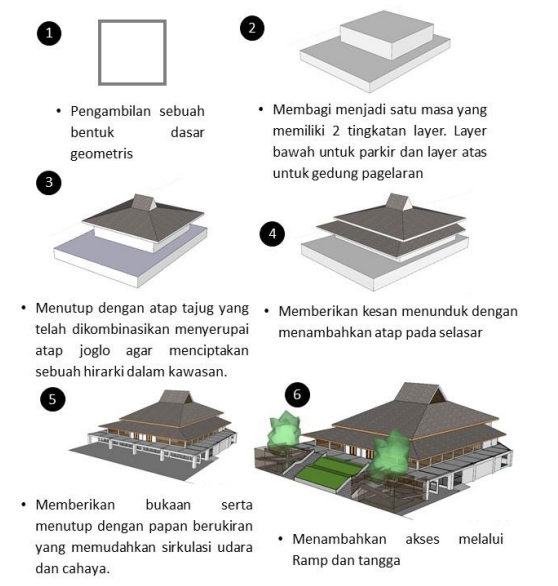 1
• Pengambilan sebuah
bentuk dasar
geometris
2
• Membagi menjadi satu masa yang
memiliki 2 tingkatan layer. Layer
bawah untuk parkir dan layer atas
untuk gedung pagelaran
3
• Menutup dengan atap tajug yang
telah dikombinasikan menyerupai
atap joglo agar menciptakan
sebuah hirarki dalam kawasan.
4
• Memberikan kesan menunduk dengan
menambahkan atap pada selasar
5
• Memberikan bukaan serta
menutup dengan papan berukiran
yang memudahkan sirkulasi udara
dan cahaya.
6
• Menambahkan akses melalui
Ramp dan tangga